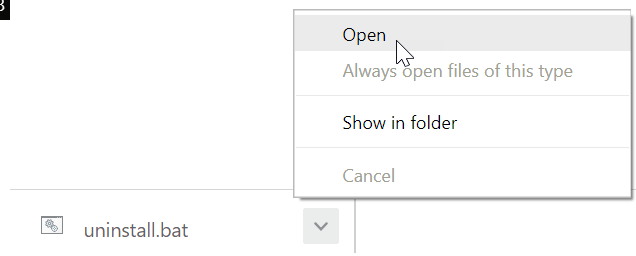 Open
Always open files of this type
Show in folder
Cancel
uninstall.bat